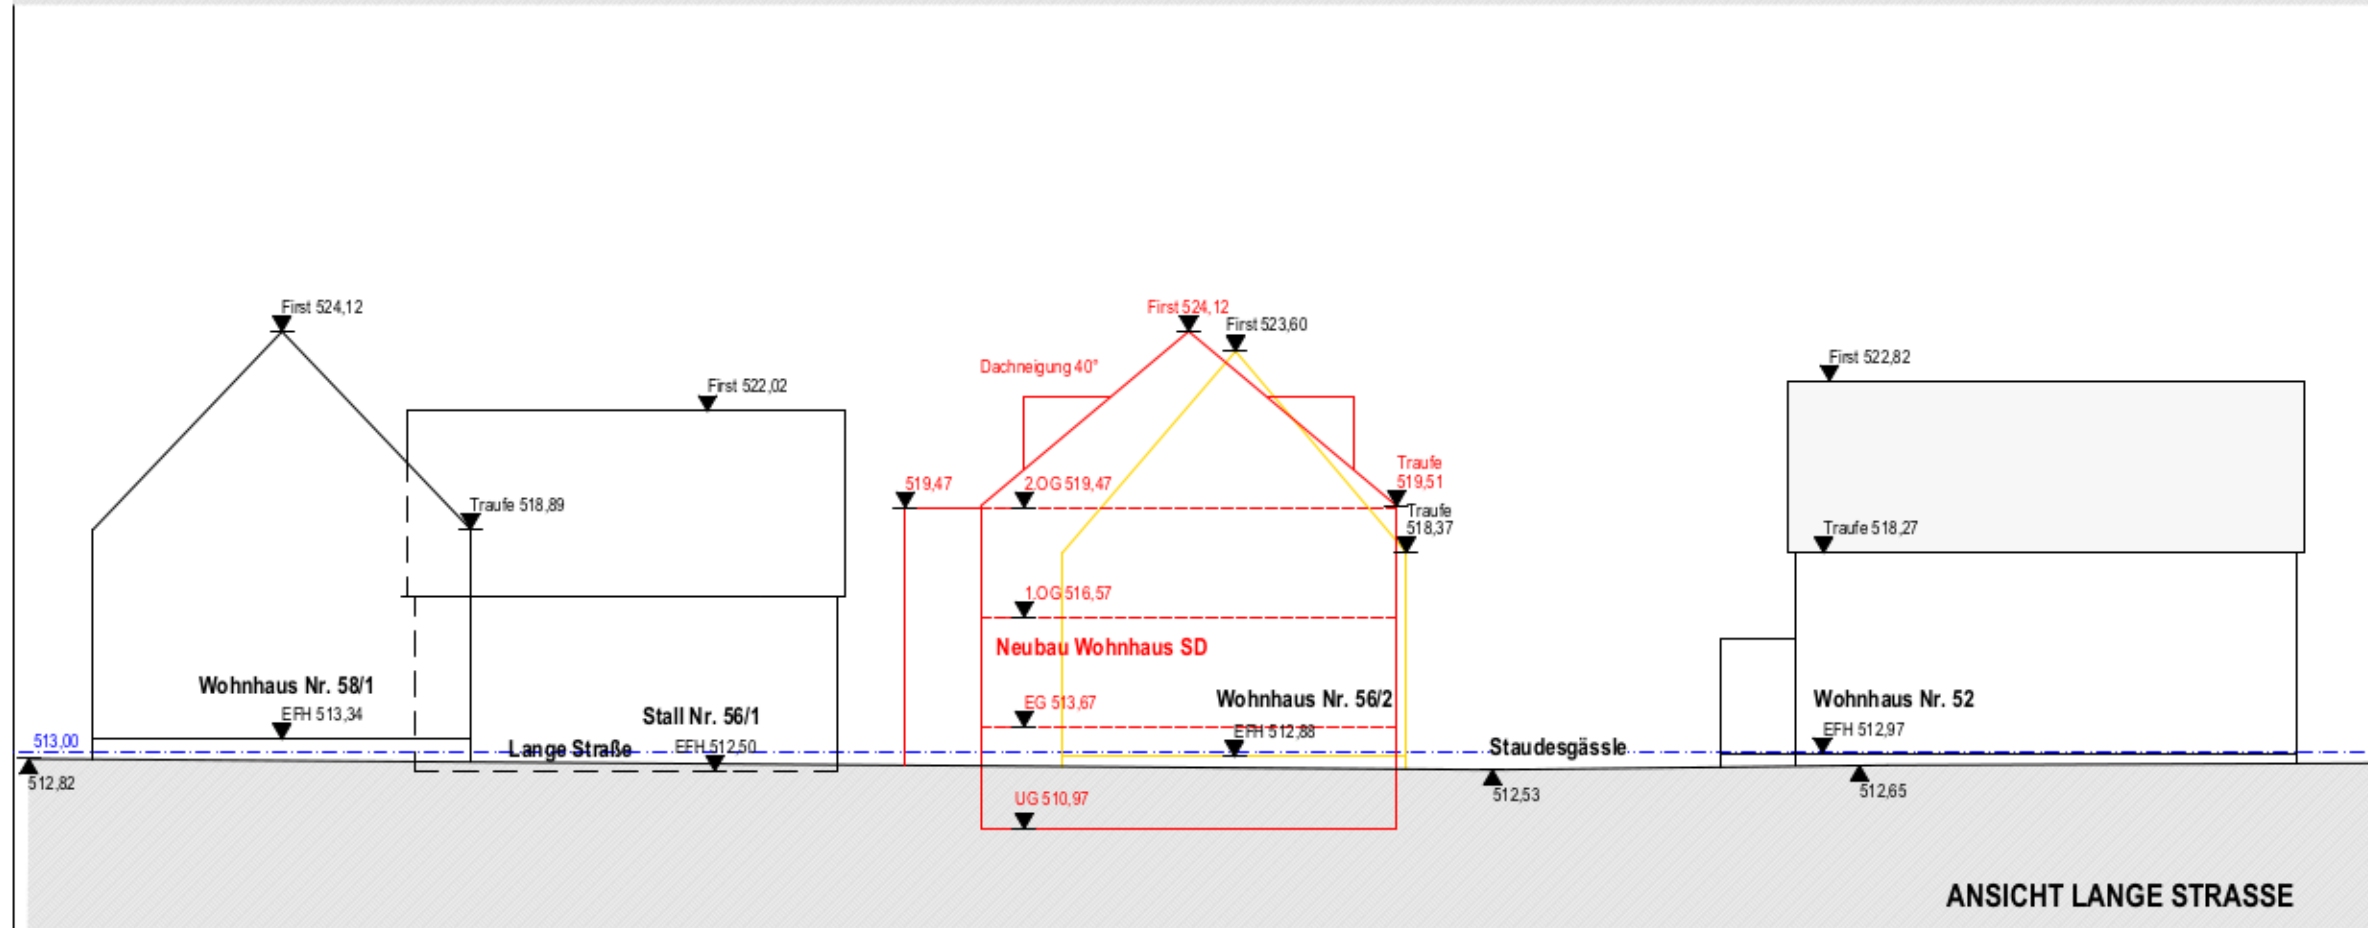 First 524,12
First 524,12
First 523,60
First 522,82
Dachneigung 40°
First 522,02
Traufe
519,51
519,47
2.OG 519,47
Traufe 518,89
Traufe
518,37
Traufe 518,27
1.OG 516,57
Neubau Wohnhaus SD
Wohnhaus Nr. 58/1
EFH 513,34
Stall Nr. 56/1
EFH 512,50
EG 513,67
Wohnhaus Nr. 56/2
EFH 512,88
Wohnhaus Nr. 52
EFH 512,97
513,00
Lange Straße
Staudesgässle
512,82
UG 510,97
512,53
512,65
ANSICHT LANGE STRASSE